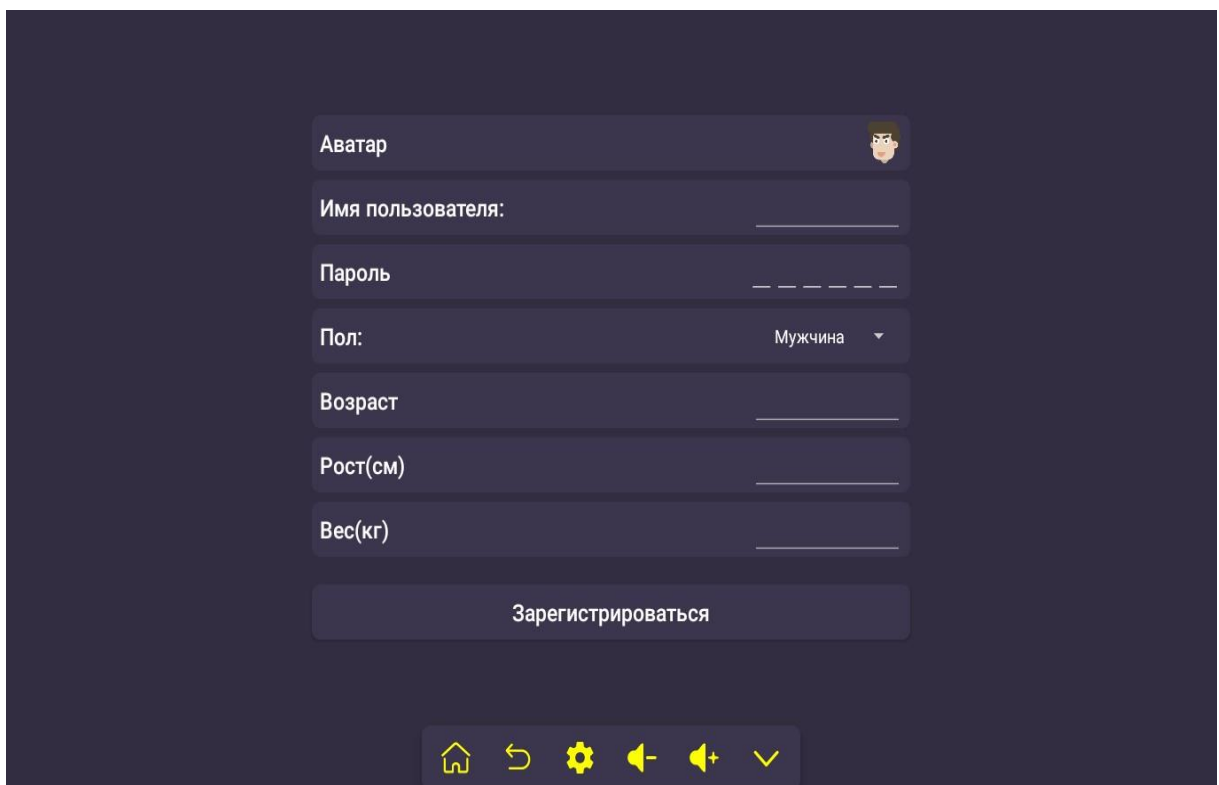 Аватар
Имя пользователя:
Пароль
Пол: Мужчина
Возраст
Рост(см)
Вес(кг)
Зарегистрироваться